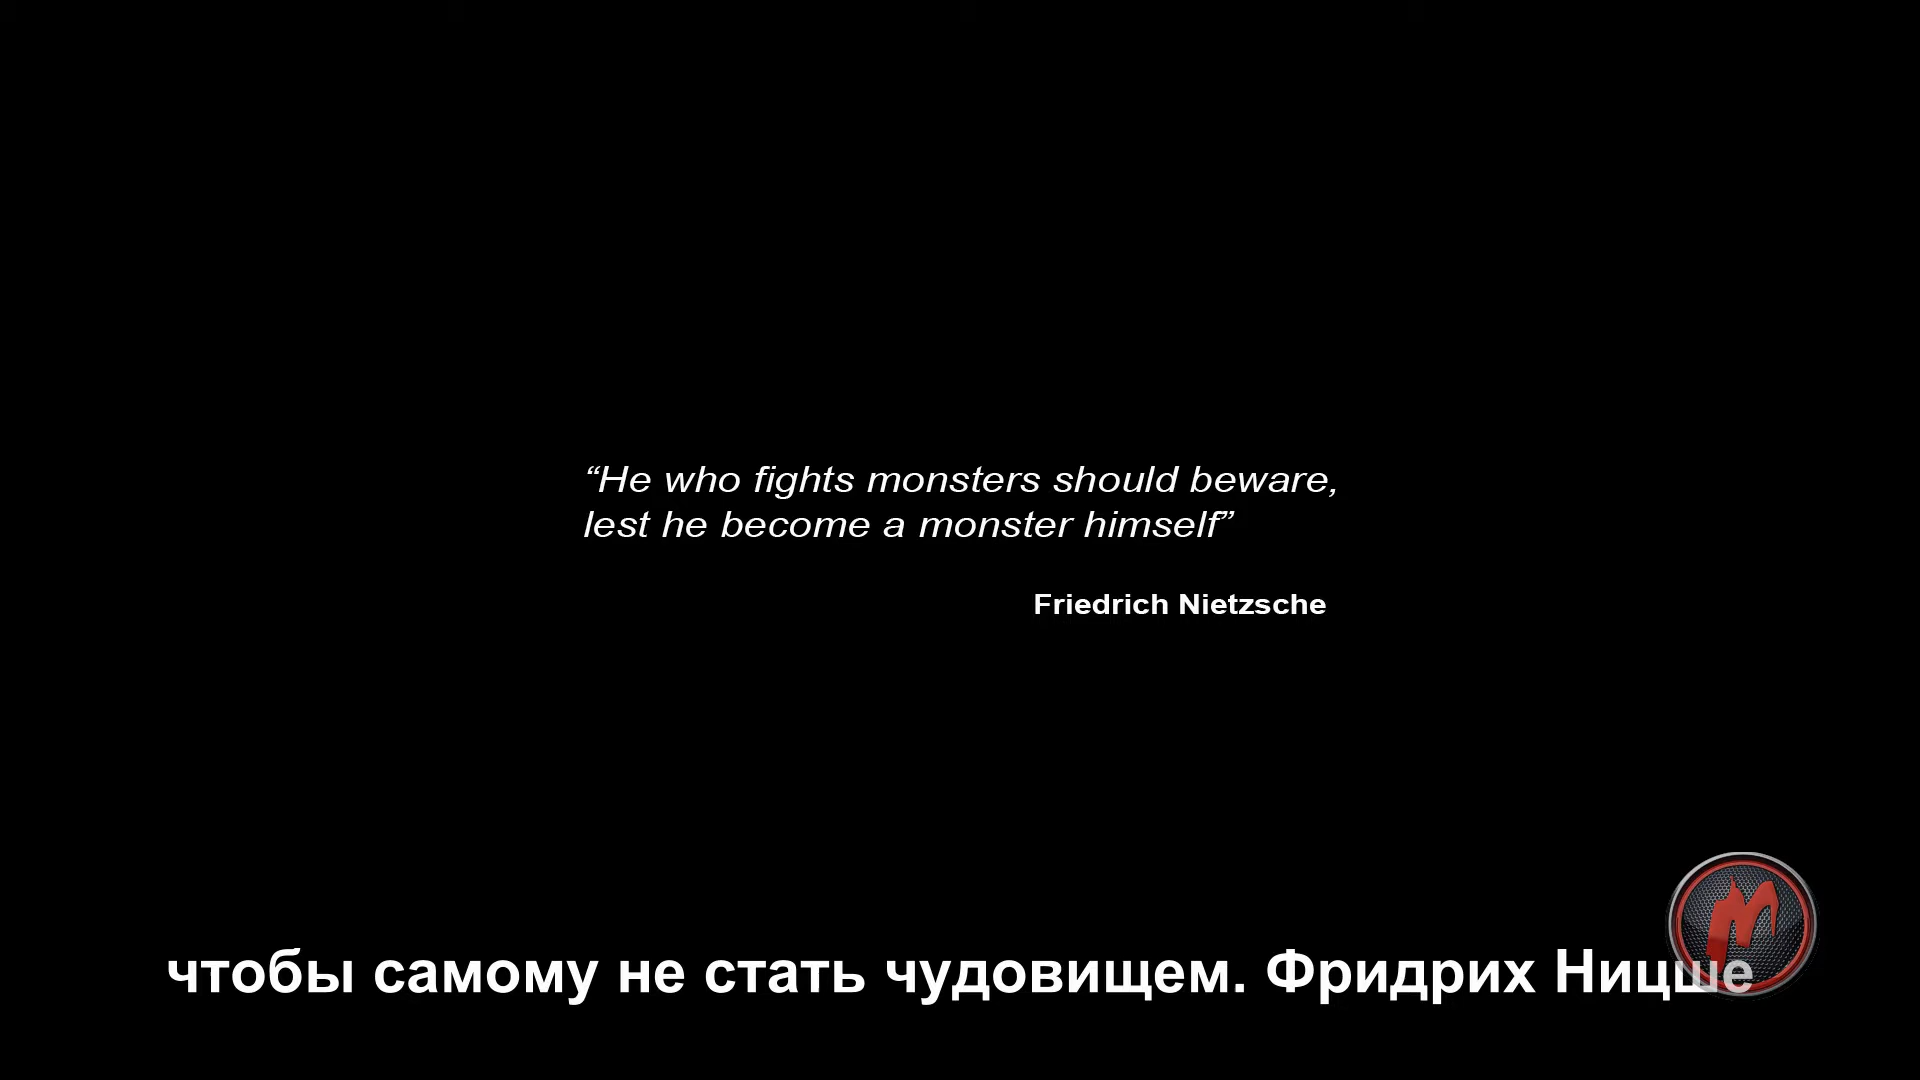 “He who fights monsters should beware,
lest he become a monster himself”
Friedrich Nietzsche
чтобы самому не стать чудовищем. Фридрих Ницше